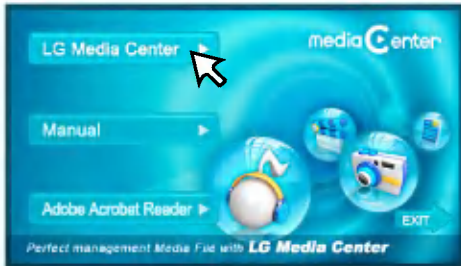 LG Media Center
media Center
Manual
Adobe Acrobat Reader
EXIT
Perfect management Media File with LG Media Center